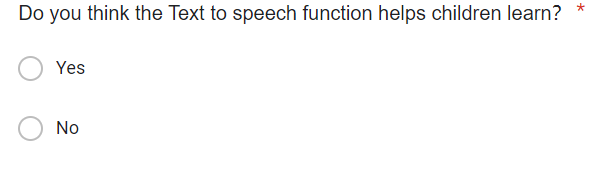 Do you think the Text to speech function helps children learn? *
Yes
No